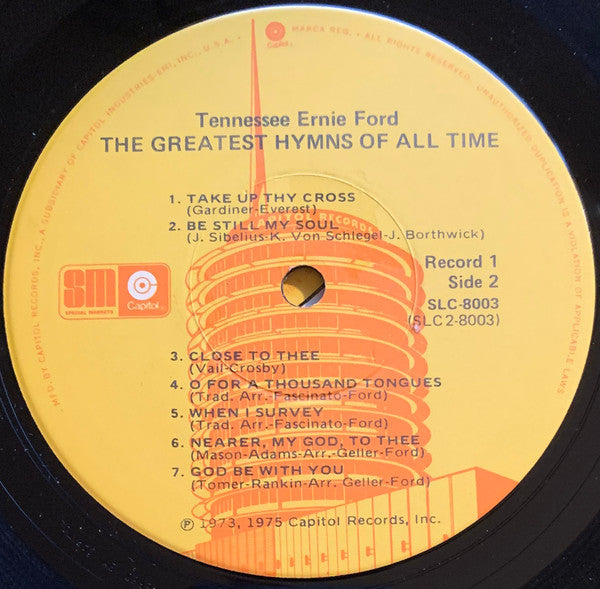 Capitol®
MARCA REG. • ALL RIGHTS RESERVED. UNAUTHORIZED DUPLICATION IS A VIOLATION OF APPLICABLE LAWS
MFD. BY CAPITOL RECORDS, INC., A SUBSIDIARY OF CAPITOL INDUSTRIES-EMI, INC., U.S.A. •
Tennessee Ernie Ford
THE GREATEST HYMNS OF ALL TIME
1. TAKE UP THY CROSS
(Gardiner-Everest)
CAPITOL RECORDS
2. BE STILL MY SOUL
(J. Sibelius-K. Von Schlegel-J. Borthwick)
Record 1
Side 2
SLC-8003
(SLC2-8003)
sm
SPECIAL MARKETS
Capitol®
3. CLOSE TO THEE
(Vail-Crosby)
4. O FOR A THOUSAND TONGUES
(Trad. Arr.-Fascinato-Ford)
5. WHEN I SURVEY
(Trad. Arr.-Fascinato-Ford)
6. NEARER, MY GOD, TO THEE
(Mason-Adams-Arr.-Geller-Ford)
7. GOD BE WITH YOU
(Tomer-Rankin-Arr. Geller-Ford)
℗ 1973, 1975 Capitol Records, Inc.